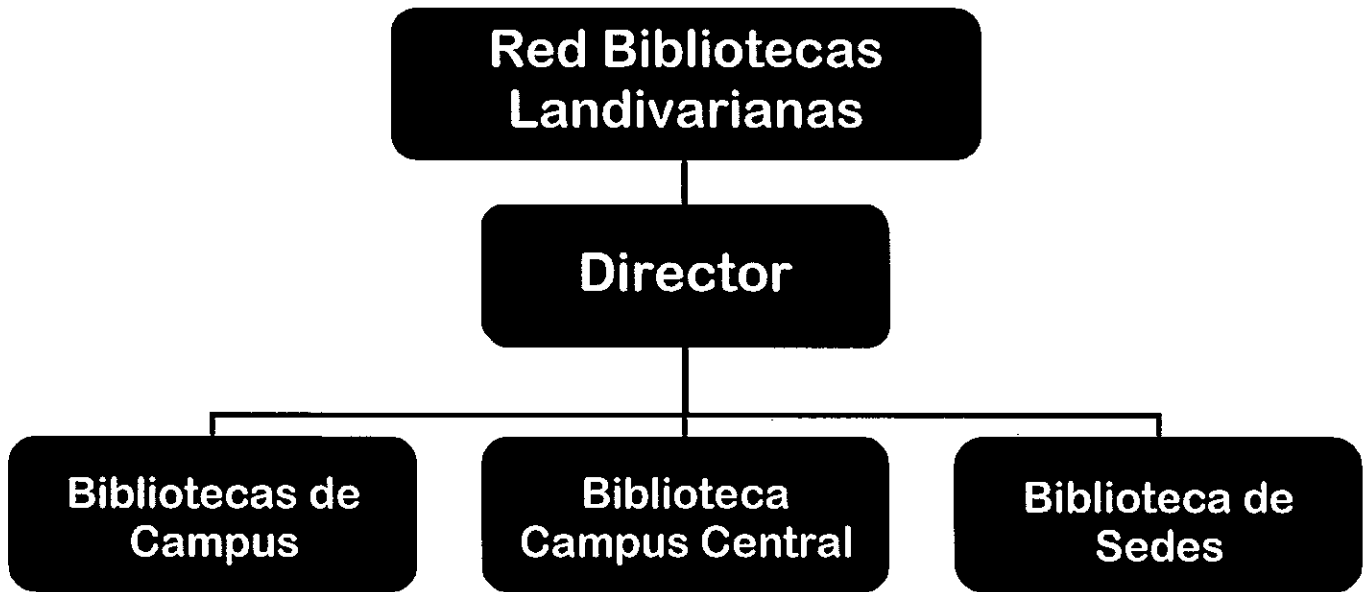 Red Bibliotecas
Landivarianas
Director
Bibliotecas de
Campus
Biblioteca
Campus Central
Biblioteca de
Sedes